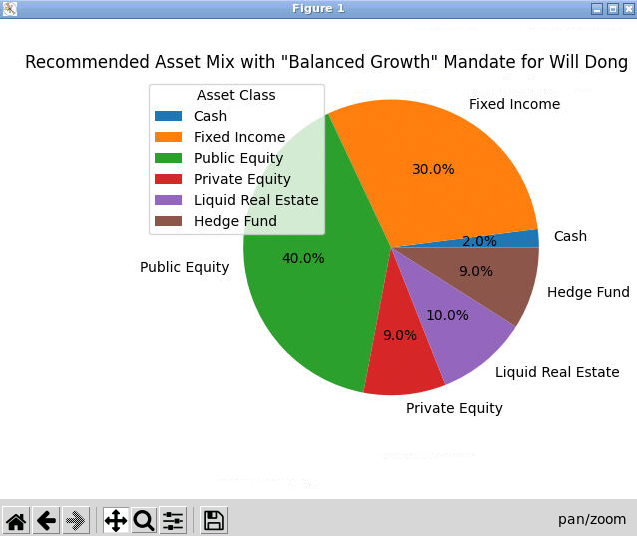 Figure 1
Recommended Asset Mix with "Balanced Growth" Mandate for Will Dong
Asset Class
Cash
Fixed Income
Public Equity
Private Equity
Liquid Real Estate
Hedge Fund
Fixed Income
30.0%
Cash
2.0%
Public Equity
40.0%
9.0%
Hedge Fund
10.0%
9.0%
Liquid Real Estate
Private Equity
pan/zoom